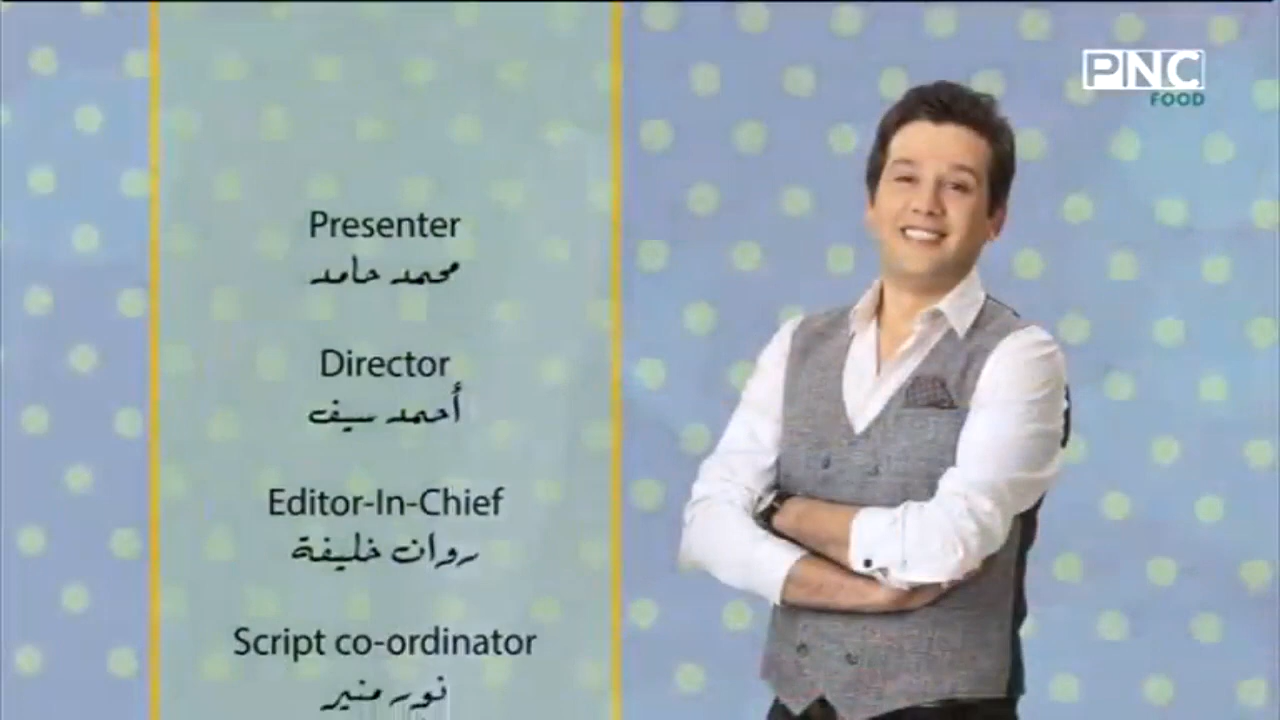 PNC
FOOD
Presenter
محمد حامد
Director
أحمد سيف
Editor-In-Chief
روان خليفة
Script co-ordinator
نور منير